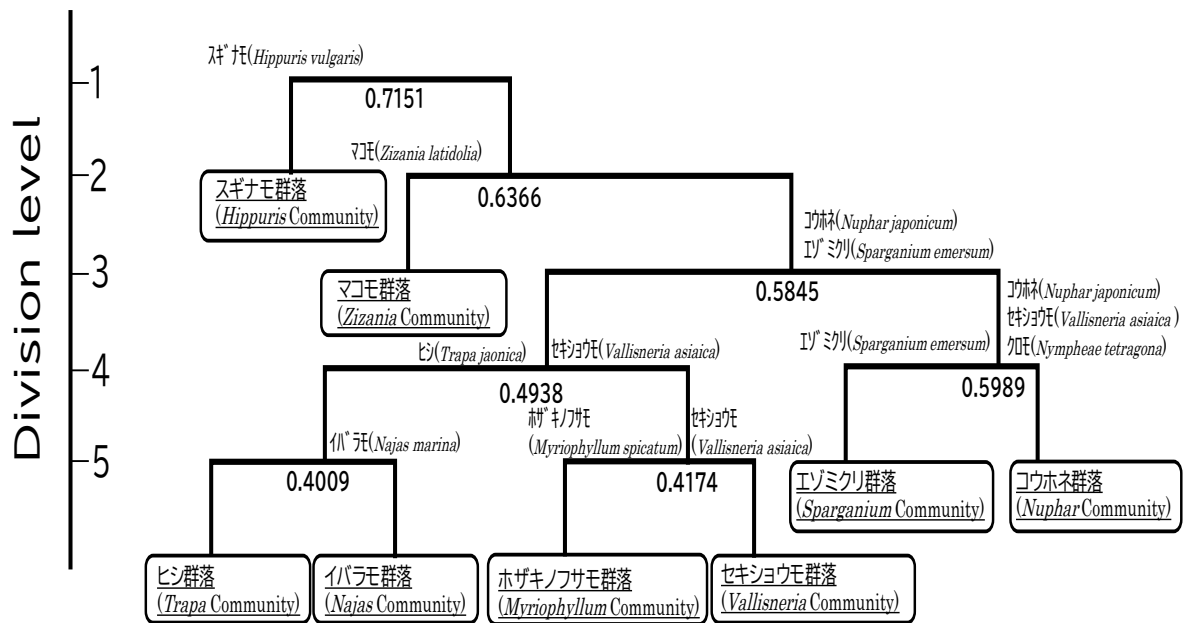 Division level
スギナモ(Hippuris vulgaris)
1
0.7151
マコモ(Zizania latidolia)
2
スギナモ群落
(Hippuris Community)
0.6366
コウホネ(Nuphar japonicum)
エゾミクリ(Sparganium emersum)
3
マコモ群落
(Zizania Community)
0.5845
コウホネ(Nuphar japonicum)
セキショウモ(Vallisneria asiaica)
クロモ(Nympheae tetragona)
ヒシ(Trapa jaonica)
セキショウモ(Vallisneria asiaica)
エゾミクリ(Sparganium emersum)
4
0.4938
0.5989
ホザキノフサモ
(Myriophyllum spicatum)
セキショウモ
(Vallisneria asiaica)
イバラモ(Najas marina)
5
0.4009
0.4174
エゾミクリ群落
(Sparganium Community)
コウホネ群落
(Nuphar Community)
ヒシ群落
(Trapa Community)
イバラモ群落
(Najas Community)
ホザキノフサモ群落
(Myriophyllum Community)
セキショウモ群落
(Vallisneria Community)